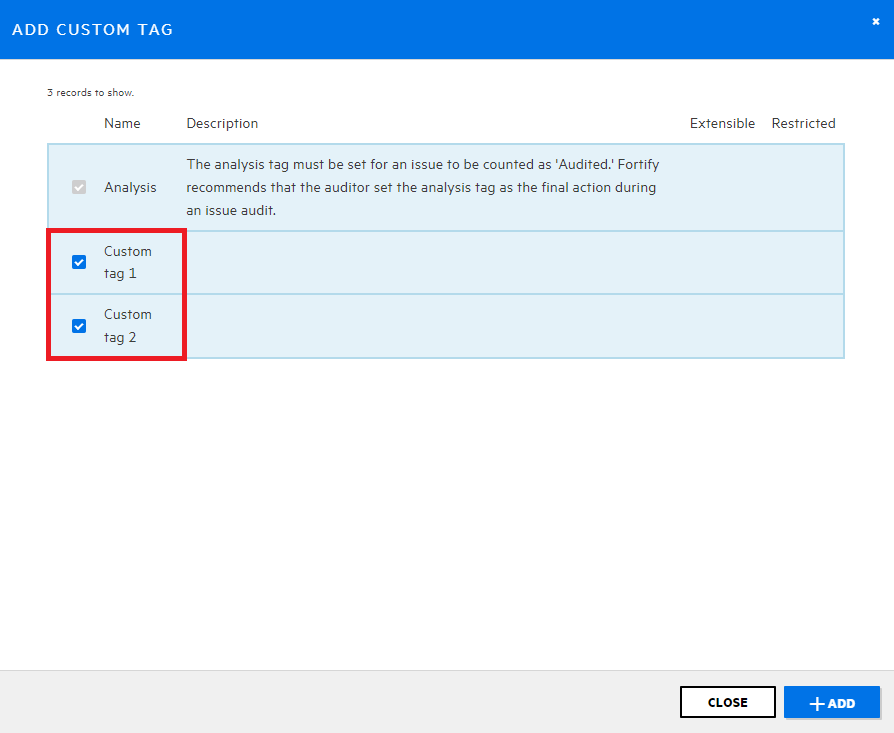 ADD CUSTOM TAG
3 records to show.
Name Description Extensible Restricted
The analysis tag must be set for an issue to be counted as 'Audited.' Fortify
Analysis recommends that the auditor set the analysis tag as the final action during
an issue audit.
Custom
tag 1
Custom
tag 2
CLOSE ADD